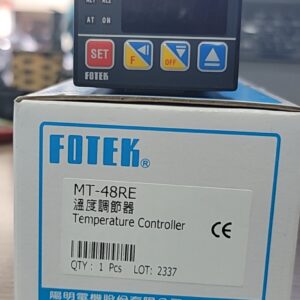 AT ON
SET
F
OFF
FOTEK
FOTEK®
MT-48RE
溫度調節器
Temperature Controller
CE
QTY : 1 Pcs LOT: 2337
陽明電機股份有限公司